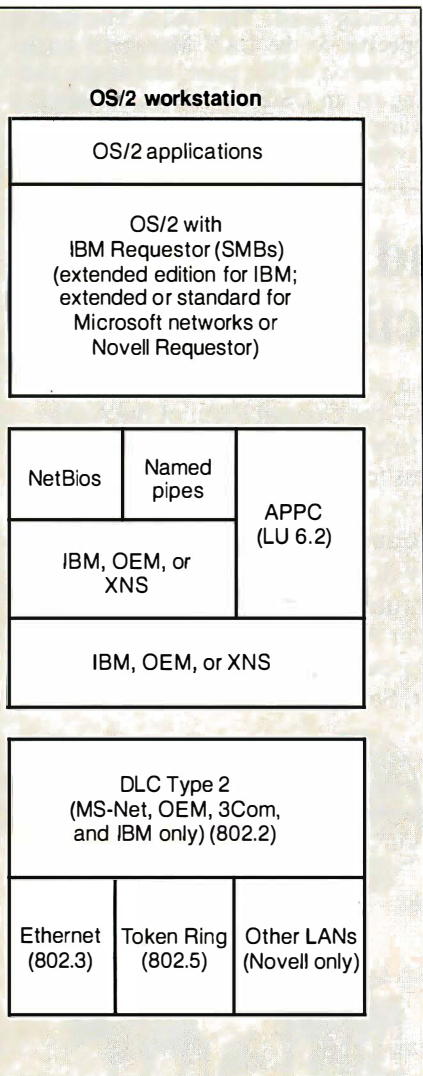 OS/2 workstation
OS/2 applications
OS/2 with
IBM Requestor (SMBs)
(extended edition for IBM;
extended or standard for
Microsoft networks or
Novell Requestor)
NetBios
Named
pipes
APPC
(LU 6.2)
IBM, OEM, or
XNS
IBM, OEM, or XNS
DLC Type 2
(MS-Net, OEM, 3Com,
and IBM only) (802.2)
Ethernet
(802.3)
Token Ring
(802.5)
Other LANs
(Novell only)